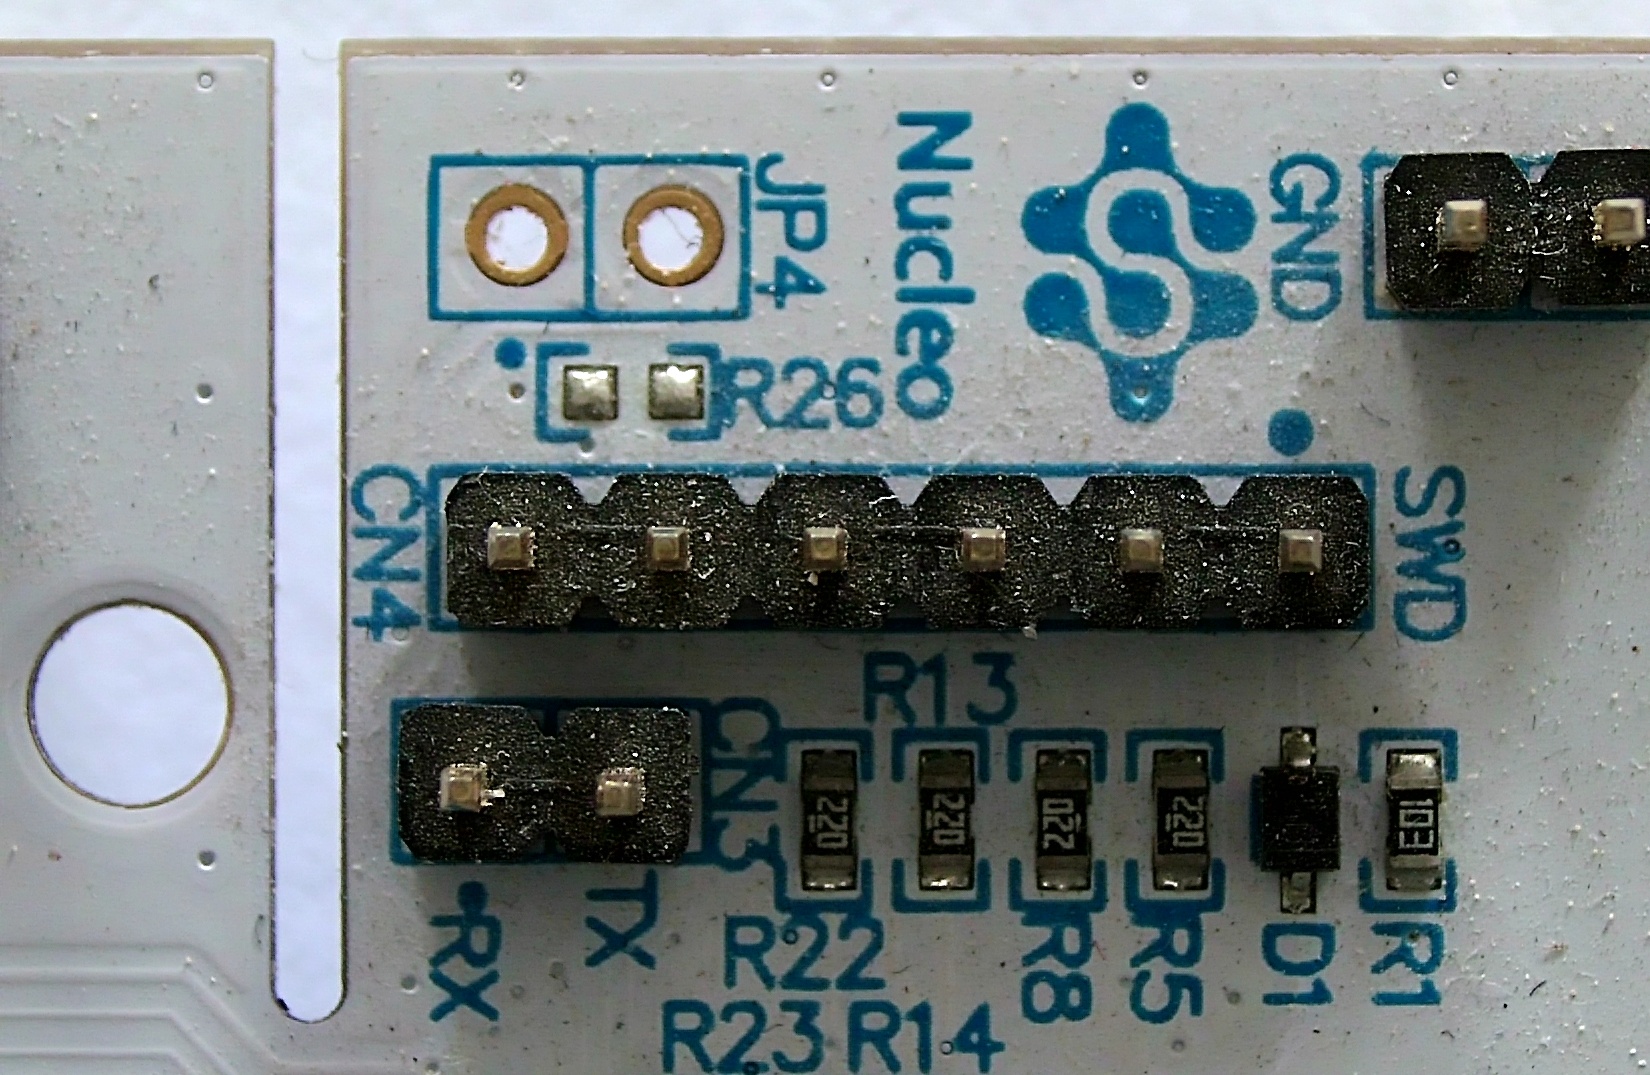 JP4
Nucleo
GND
R26
CN4
SWD
R13
CN3
220
220
220
220
103
RX
TX
R22
R8
R5
D1
R1
R23
R14